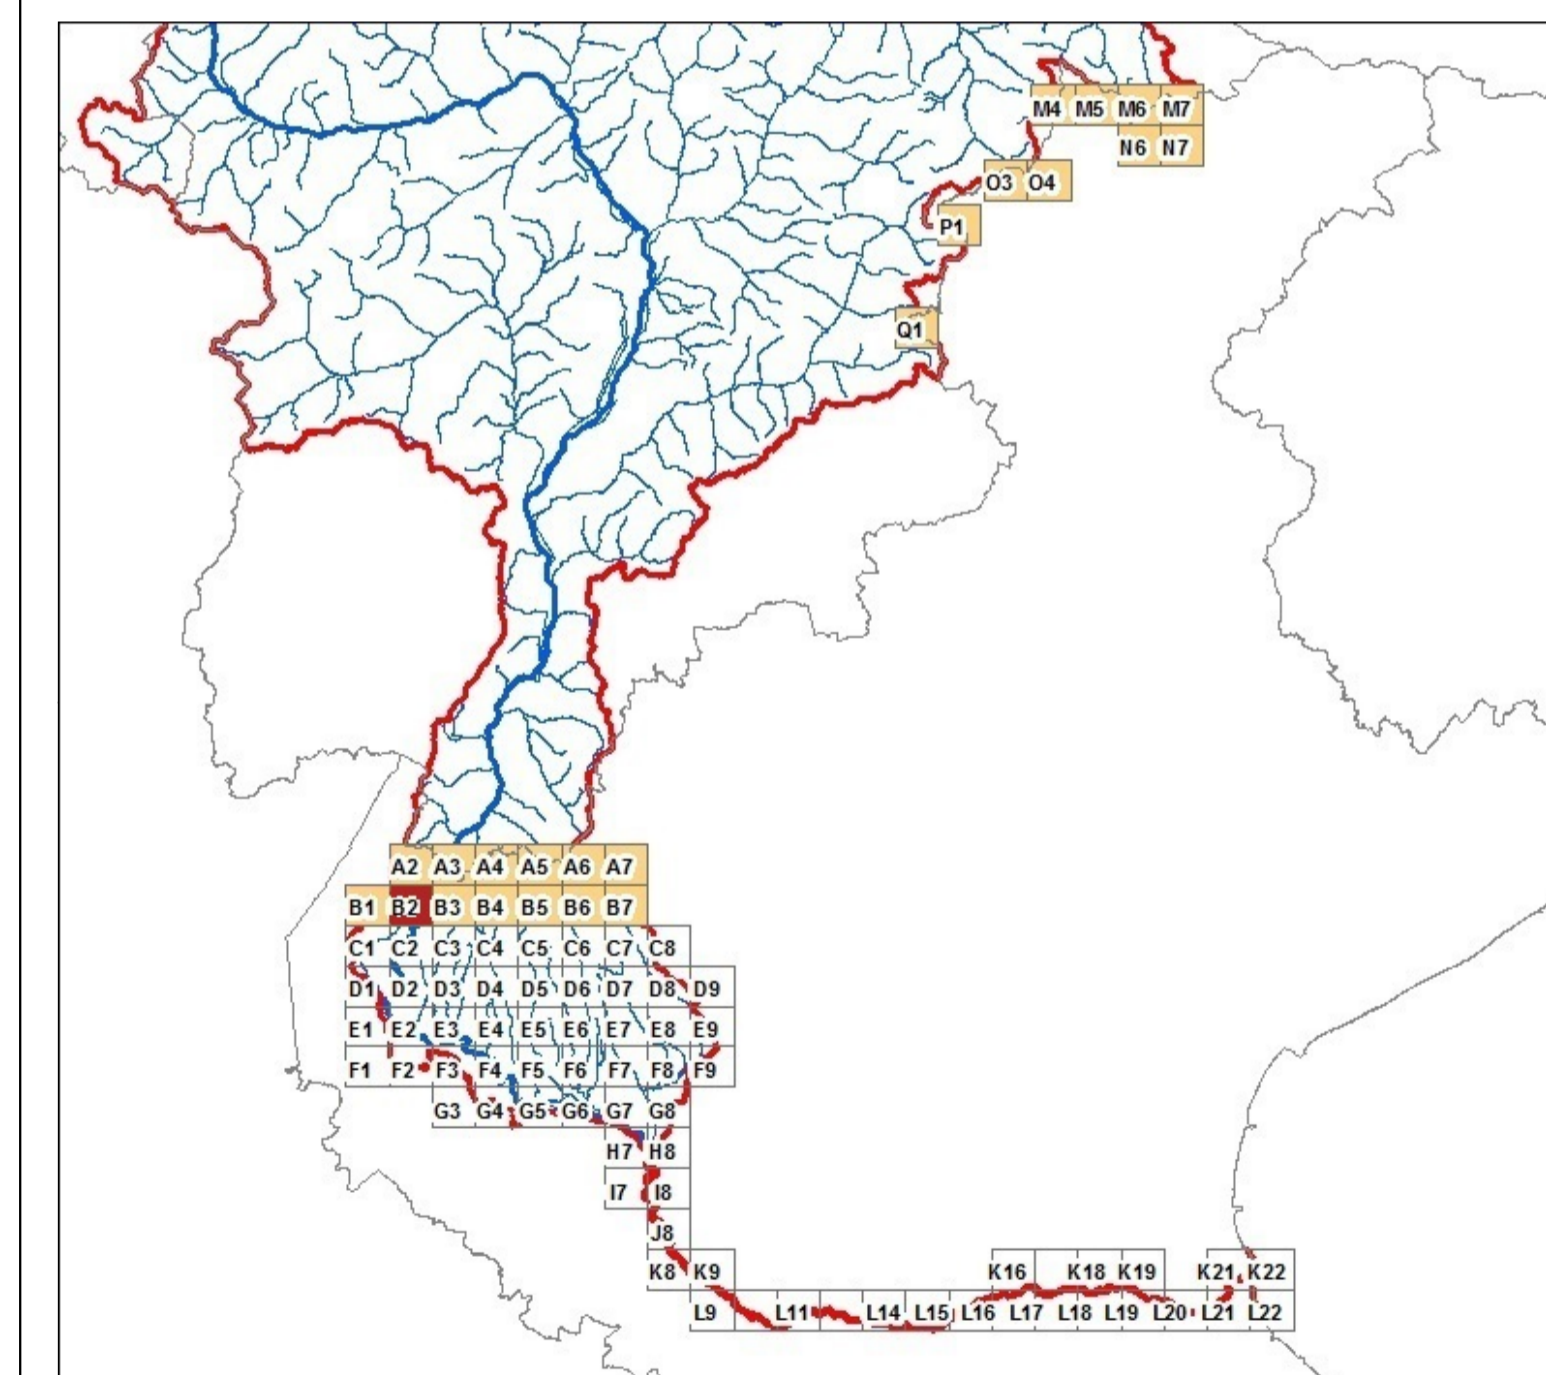 M4 M5 M6 M7
N6 N7
O3 O4
P1
Q1
A2 A3 A4 A5 A6 A7
B1 B2 B3 B4 B5 B6 B7
C1 C2 C3 C4 C5 C6 C7 C8
D1 D2 D3 D4 D5 D6 D7 D8 D9
E1 E2 E3 E4 E5 E6 E7 E8 E9
F1 F2 F3 F4 F5 F6 F7 F8 F9
G3 G4 G5 G6 G7 G8
H7 H8
I7 I8
J8
K8 K9 K16 K18 K19 K21 K22
L9 L11 L14 L15 L16 L17 L18 L19 L20 L21 L22